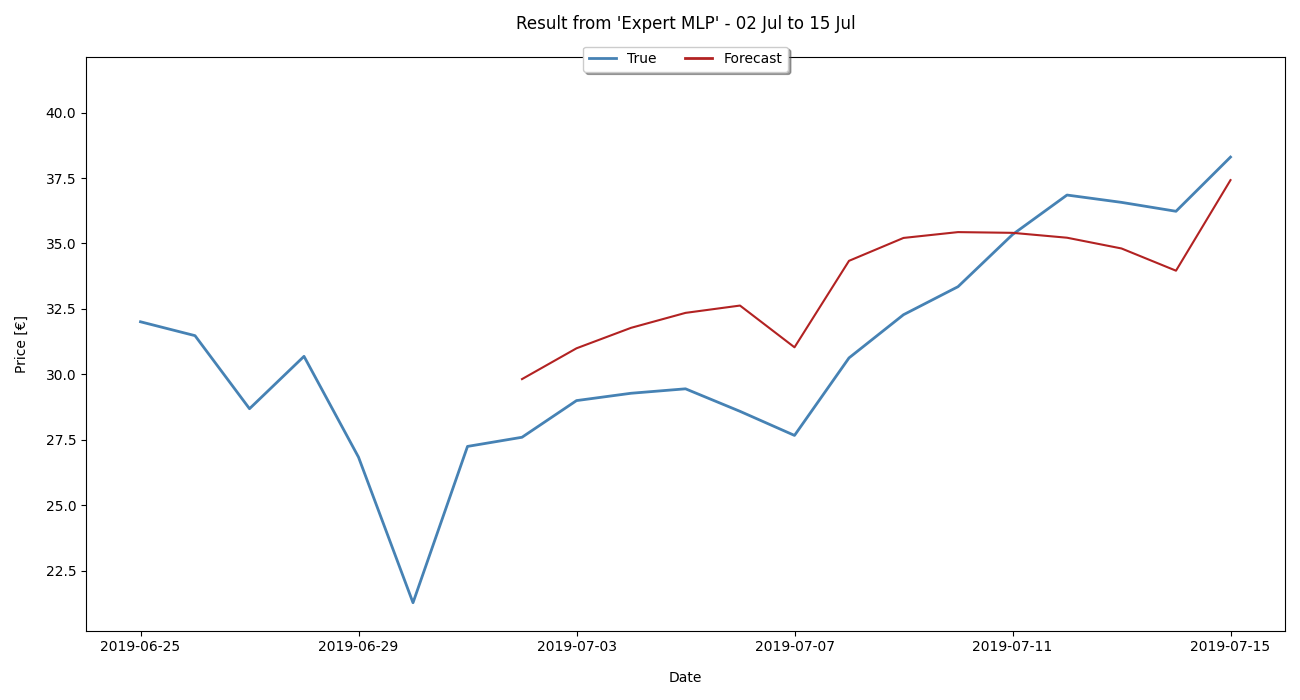 Result from 'Expert MLP' - 02 Jul to 15 Jul
True Forecast
40.0
37.5
35.0
32.5
30.0
27.5
25.0
22.5
Price [€]
2019-06-25 2019-06-29 2019-07-03 2019-07-07 2019-07-11 2019-07-15
Date